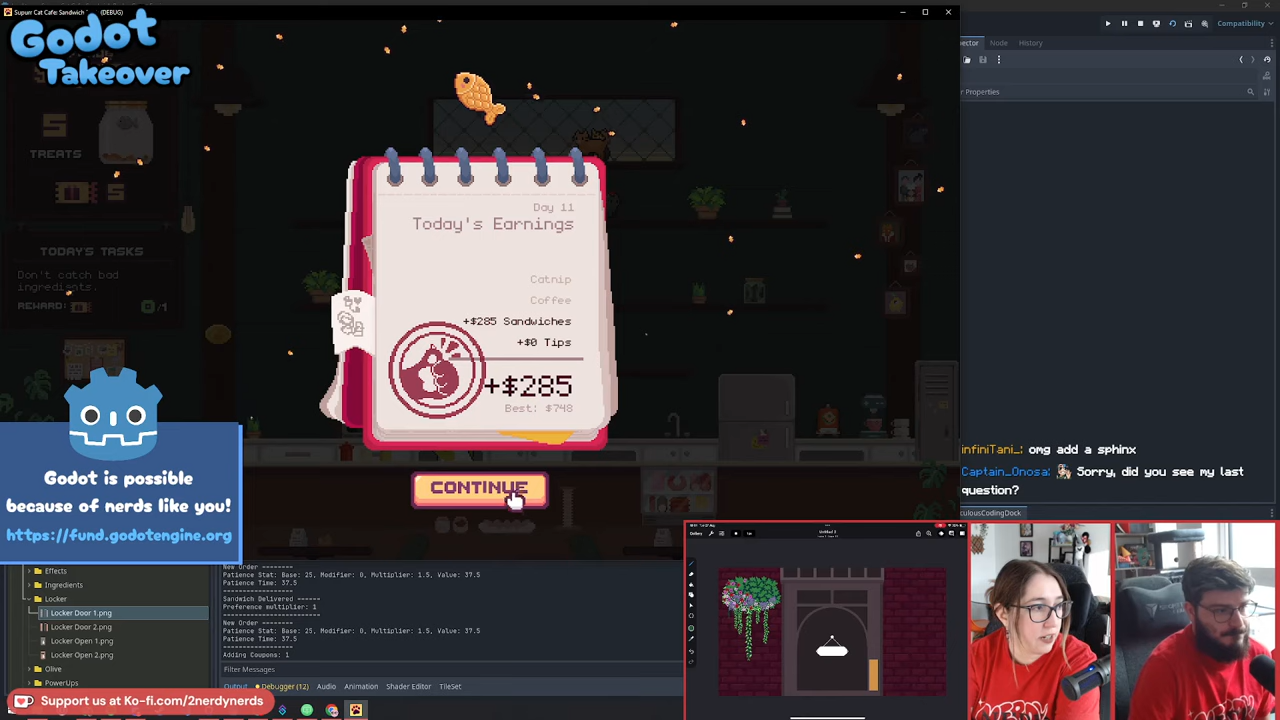 Supurr Cat Cafe: Sandwich
(DEBUG)
Godot
Takeover
Compatibility
Node
History
Properties
5
TREATS
5
TODAY'S TASKS
Don't catch bad
ingredients.
REWARD:
/1
Day 11
Today's Earnings
Catnip
Coffee
+$285 Sandwiches
+$0 Tips
+$285
Best: $748
CONTINUE
infiniTani_: omg add a sphinx
Captain_Onosa: Sorry, did you see my last
question?
Godot is possible
because of nerds like you!
https://fund.godotengine.org
Effects
Ingredients
Locker
Locker Door 1.png
Locker Door 2.png
Locker Open 1.png
Locker Open 2.png
Olive
PowerUps
New Order --------
Patience Stat: Base: 25, Modifier: 0, Multiplier: 1.5, Value: 37.5
Patience Time: 37.5
Sandwich Delivered ------
Preference multiplier: 1
New Order --------
Patience Stat: Base: 25, Modifier: 0, Multiplier: 1.5, Value: 37.5
Patience Time: 37.5
Adding Coupons: 1
Filter Messages
Output
Debugger (12)
Audio
Animation
Shader Editor
TileSet
Gallery
Support us at Ko-fi.com/2nerdynerds